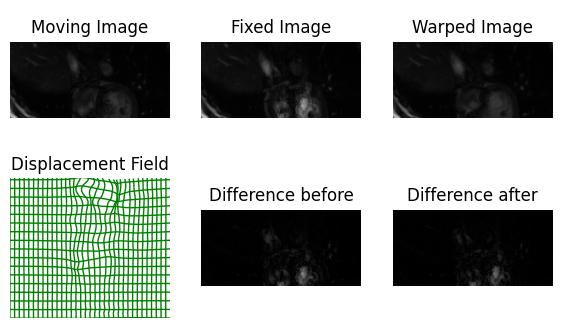 Moving Image
Fixed Image
Warped Image
Displacement Field
Difference before
Difference after